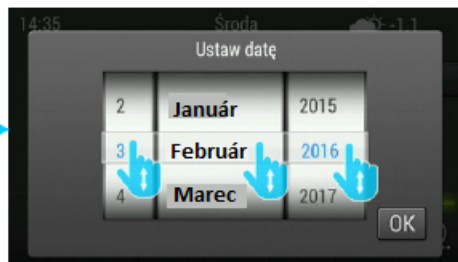 14:35 Środa -1.1
Ustaw datę
2 Január 2015
3 Február 2016
4 Marec 2017
OK